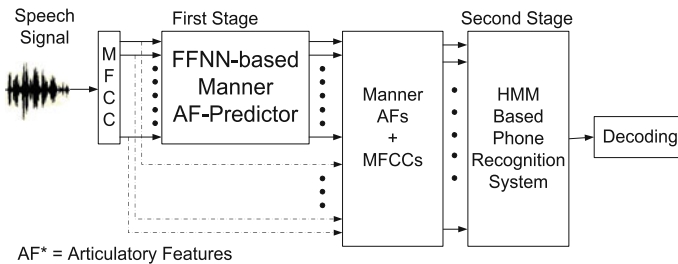 Speech
Signal
First Stage
Second Stage
M
F
C
C
FFNN-based
Manner
AF-Predictor
Manner
AFs
+
MFCCs
HMM
Based
Phone
Recognition
System
Decoding
AF* = Articulatory Features